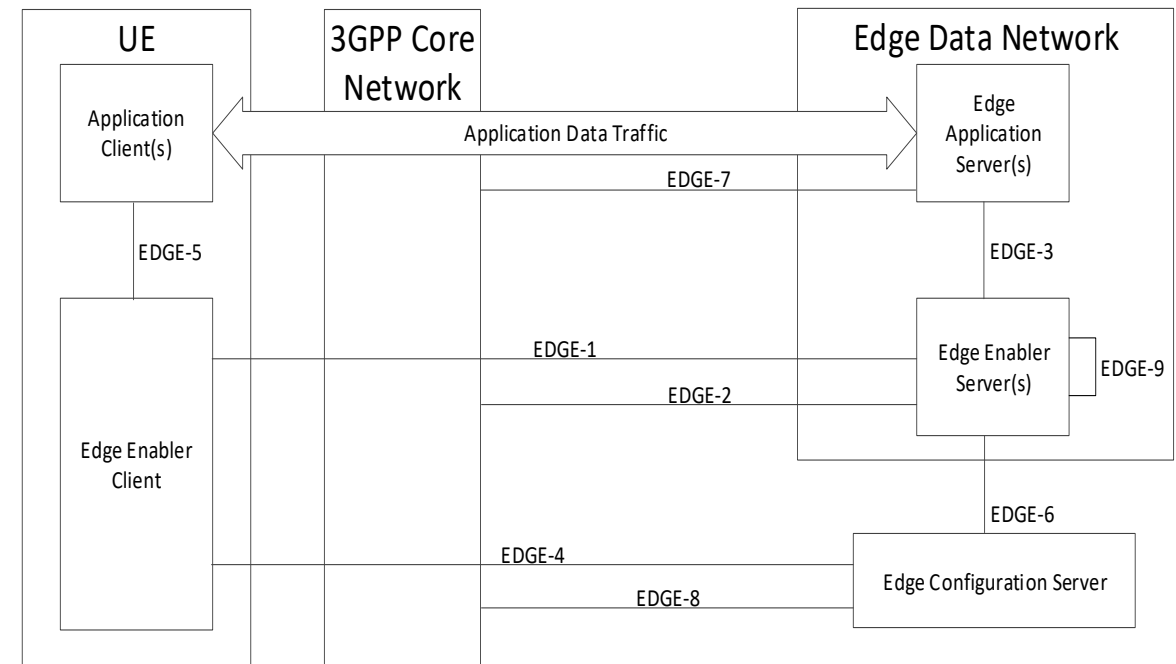 UE
3GPP Core
Network
Edge Data Network
Application
Client(s)
Application Data Traffic
Edge
Application
Server(s)
EDGE-7
EDGE-5
EDGE-3
EDGE-1
Edge Enabler
Server(s)
EDGE-9
EDGE-2
Edge Enabler
Client
EDGE-6
EDGE-4
Edge Configuration Server
EDGE-8